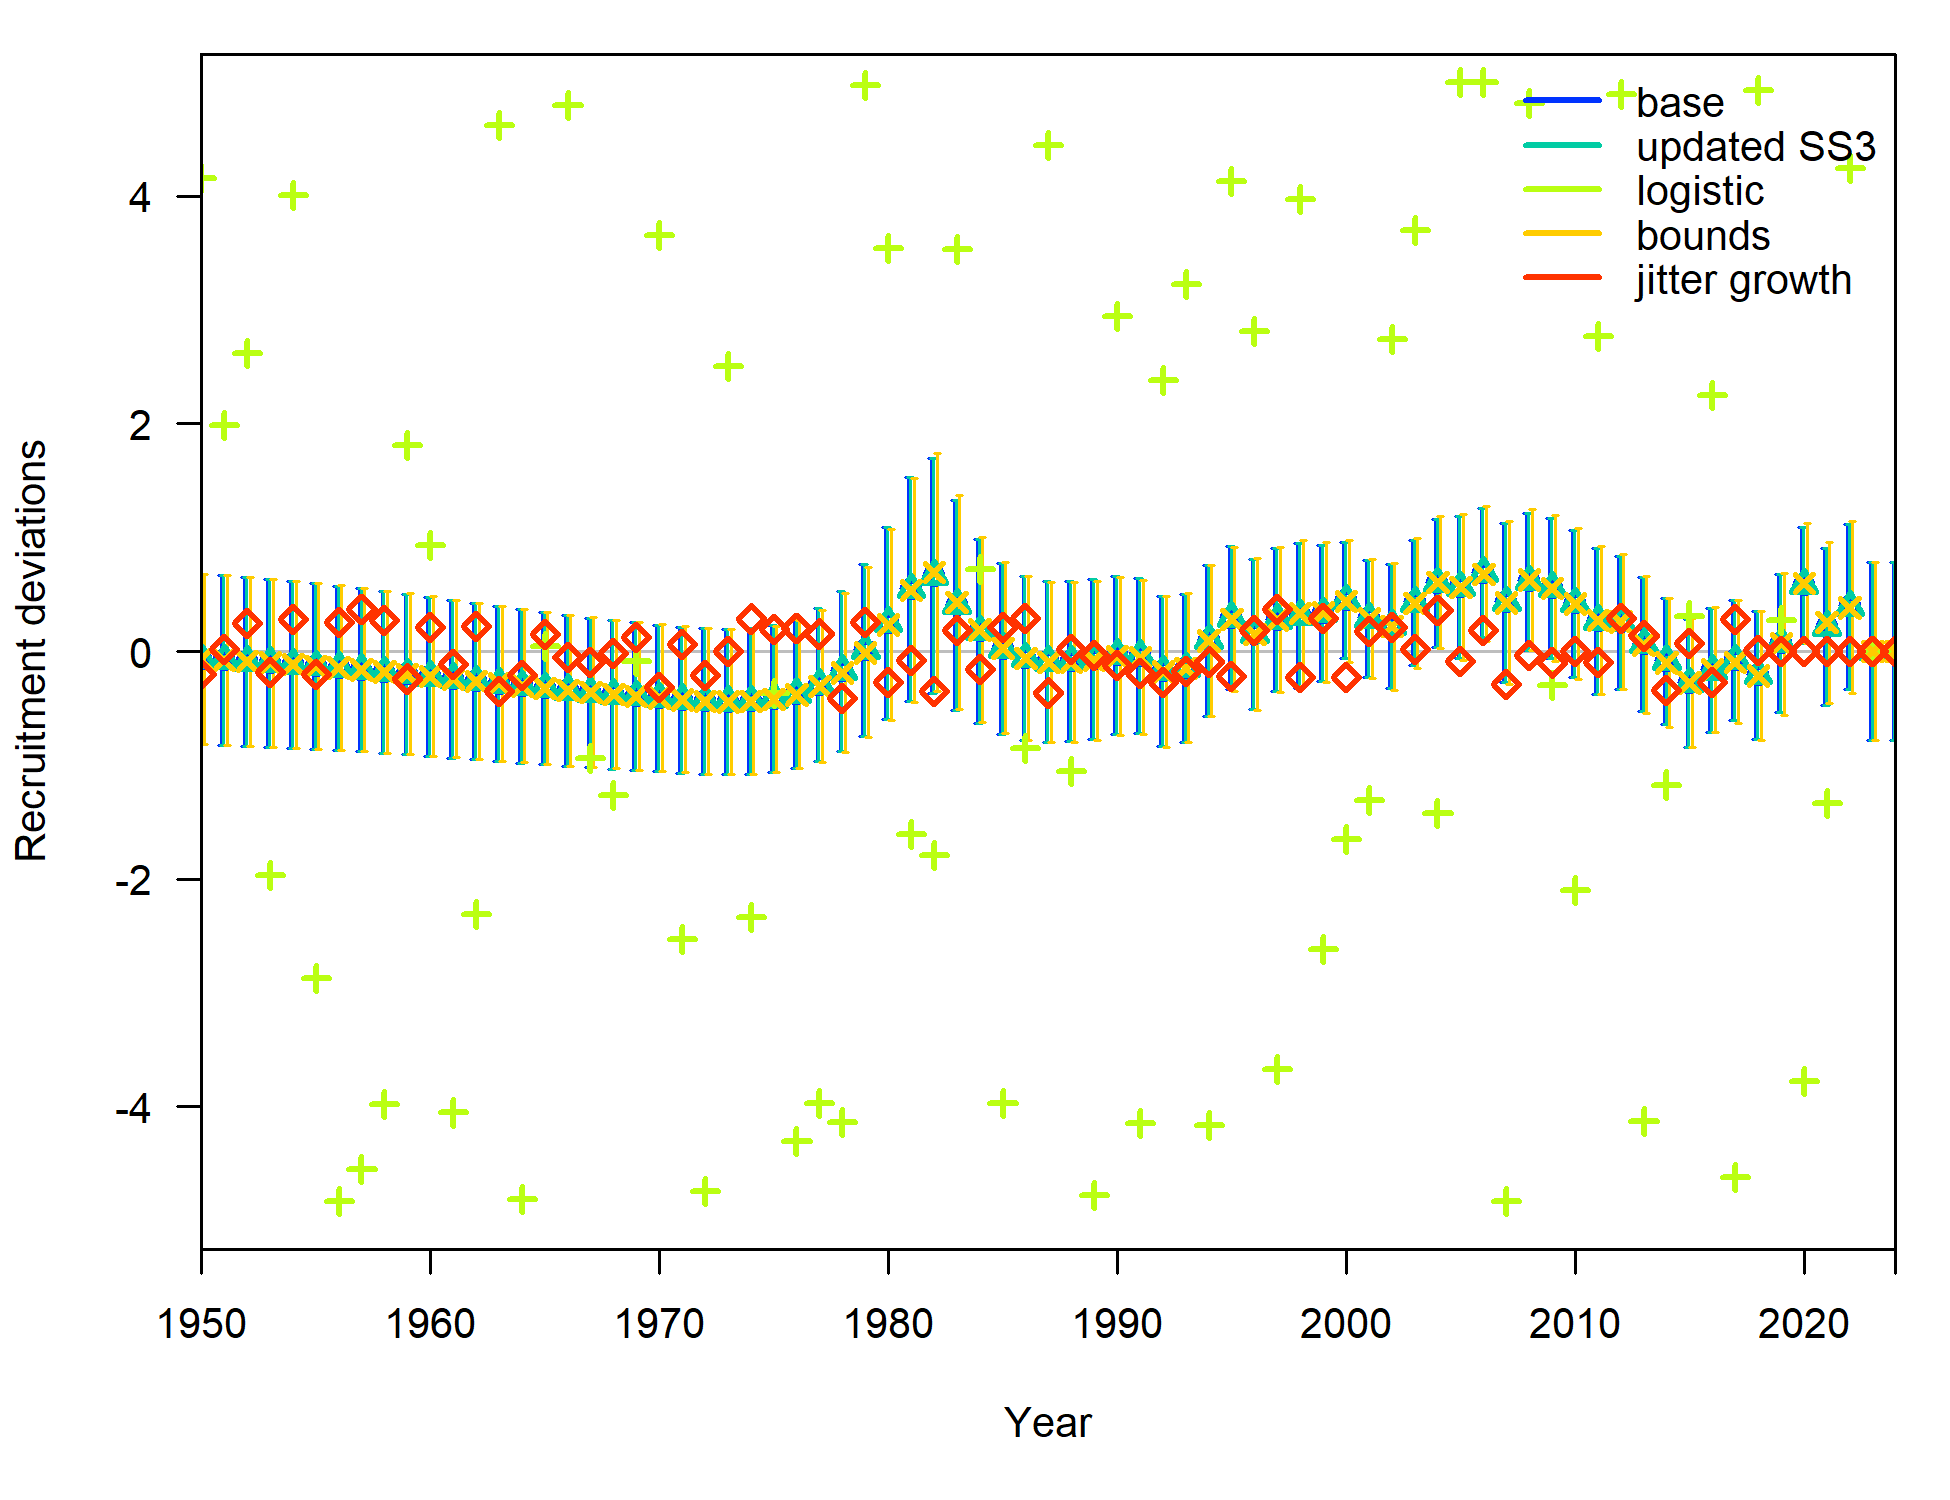 base
updated SS3
logistic
bounds
jitter growth
Recruitment deviations
4
2
0
-2
-4
1950 1960 1970 1980 1990 2000 2010 2020
Year